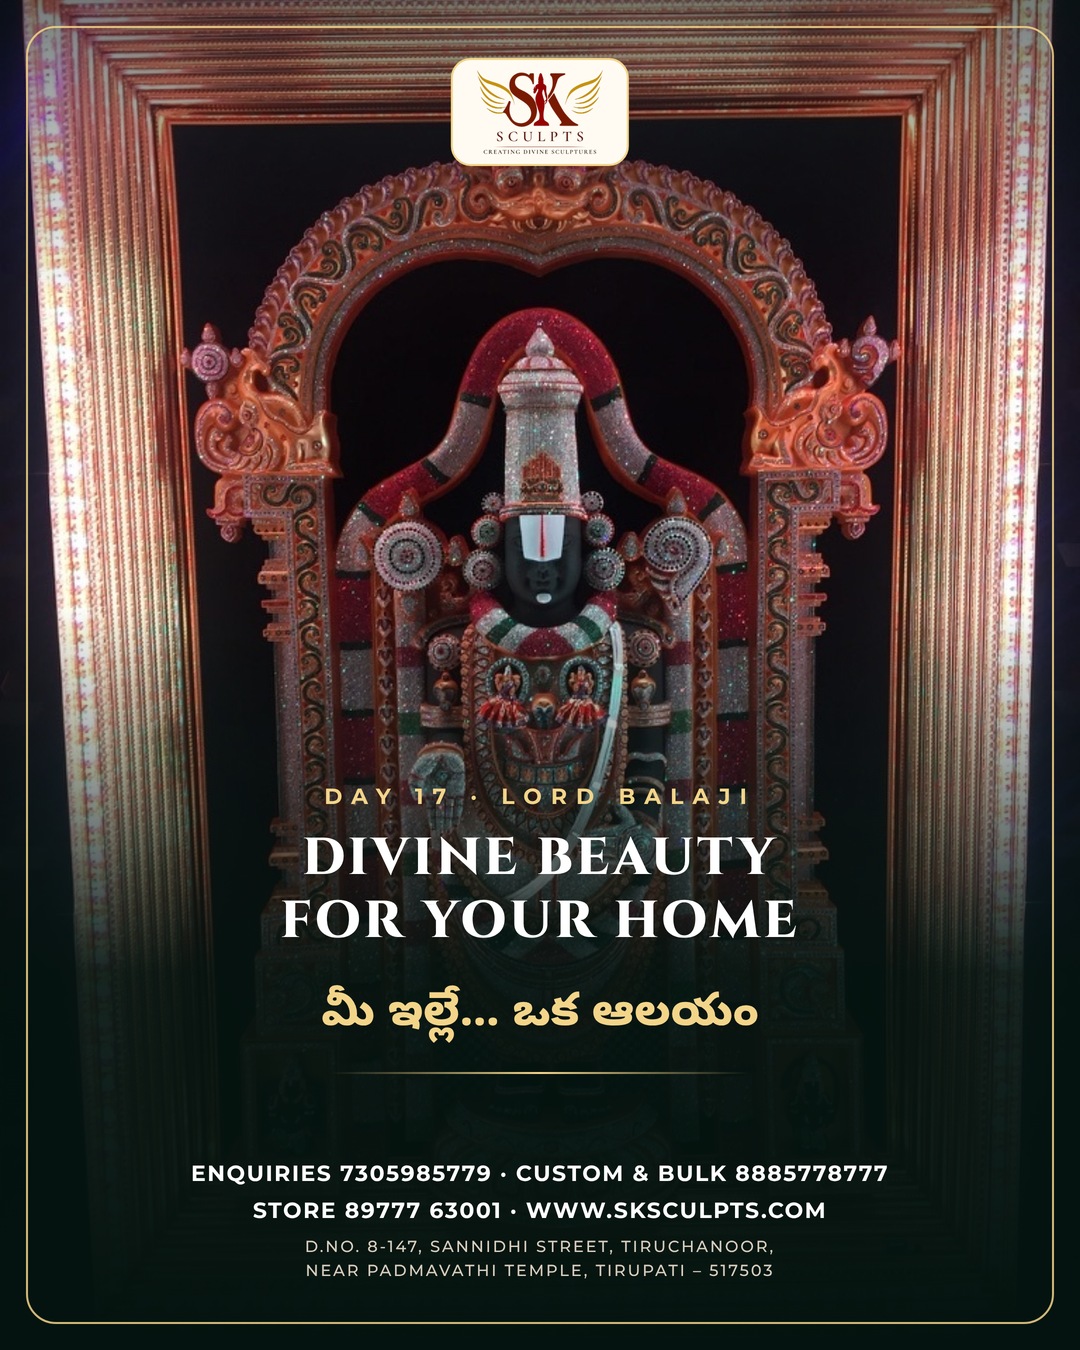 SK
SCULPTS
CREATING DIVINE SCULPTURES
DAY 17 · LORD BALAJI
DIVINE BEAUTY
FOR YOUR HOME
మీ ఇల్లే... ఒక ఆలయం
ENQUIRIES 7305985779 · CUSTOM & BULK 8885778777
STORE 89777 63001 · WWW.SKSCULPTS.COM
D.NO. 8-147, SANNIDHI STREET, TIRUCHANOOR,
NEAR PADMAVATHI TEMPLE, TIRUPATI – 517503